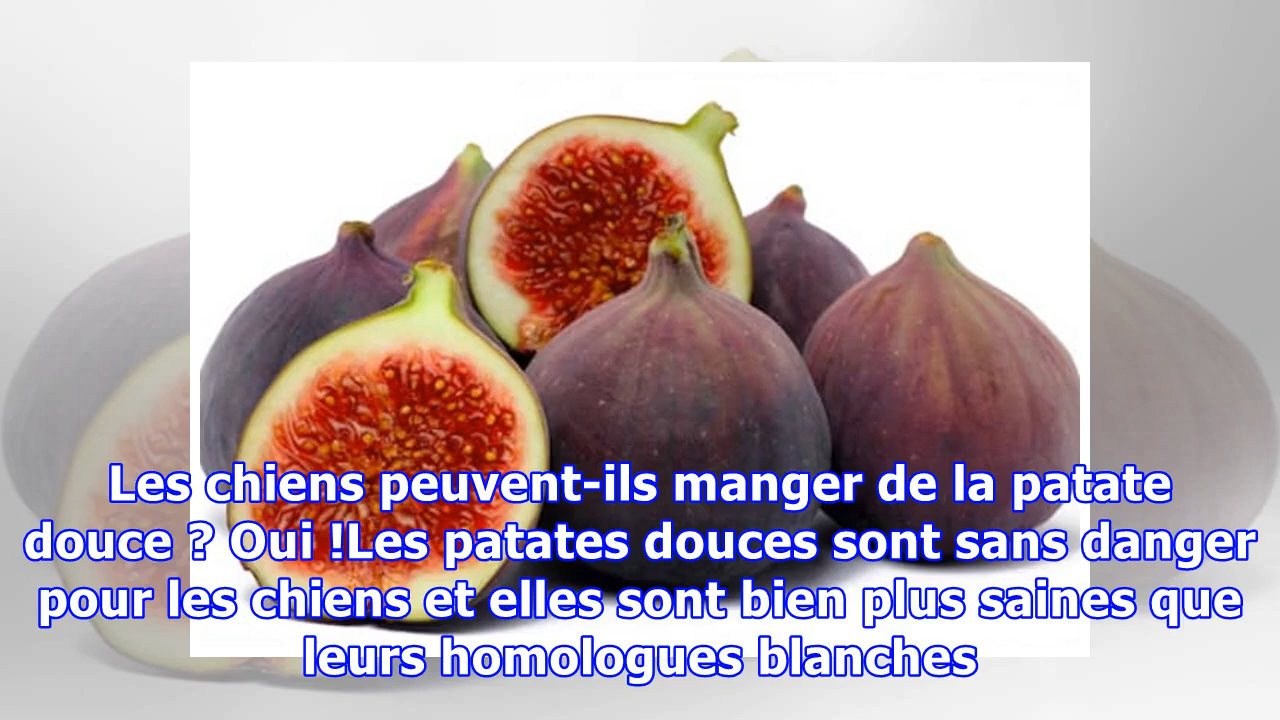 Les chiens peuvent-ils manger de la patate
douce ? Oui !Les patates douces sont sans danger
pour les chiens et elles sont bien plus saines que
leurs homologues blanches